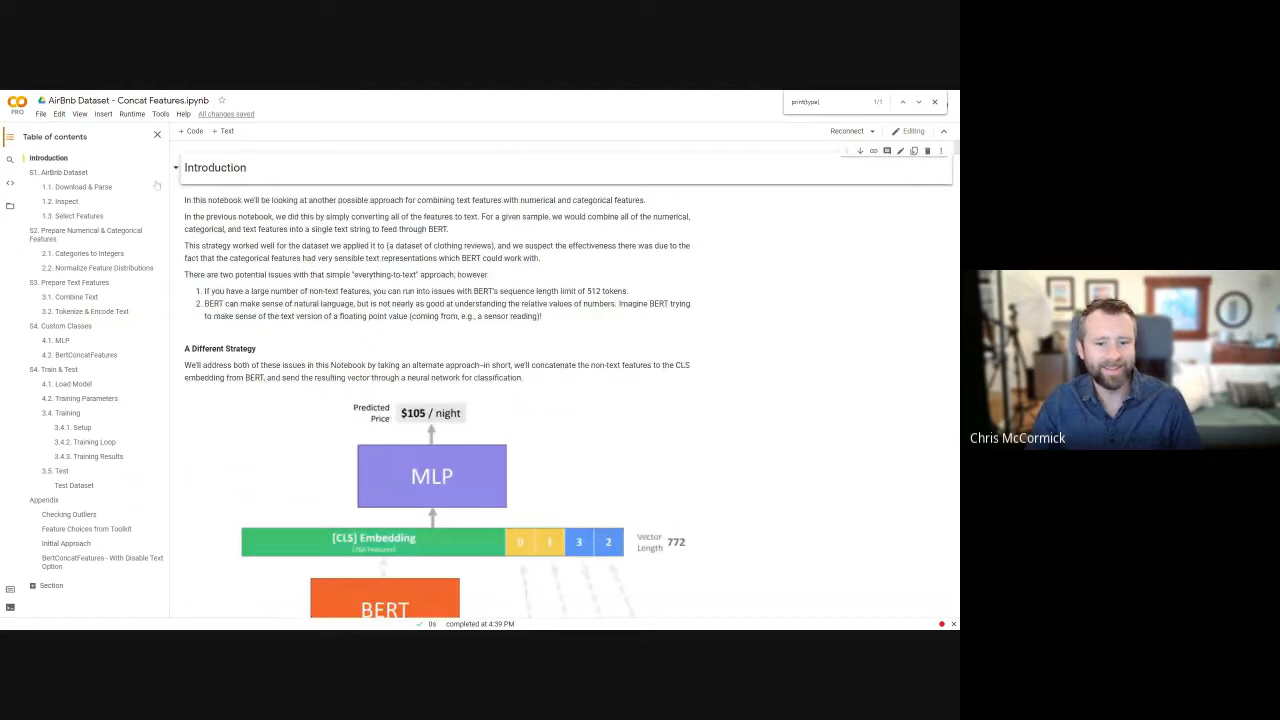 AirBnb Dataset - Concat Features.ipynb
PRO
File Edit View Insert Runtime Tools Help All changes saved
print(type( 1/1
Table of contents
+ Code + Text
Reconnect
Editing
Introduction
S1. AirBnb Dataset
1.1. Download & Parse
1.2. Inspect
1.3. Select Features
S2. Prepare Numerical & Categorical
Features
2.1. Categories to Integers
2.2. Normalize Feature Distributions
S3. Prepare Text Features
3.1. Combine Text
3.2. Tokenize & Encode Text
S4. Custom Classes
4.1. MLP
4.2. BertConcatFeatures
S4. Train & Test
4.1. Load Model
4.2. Training Parameters
3.4. Training
3.4.1. Setup
3.4.2. Training Loop
3.4.3. Training Results
3.5. Test
Test Dataset
Appendix
Checking Outliers
Feature Choices from Toolkit
Initial Approach
BertConcatFeatures - With Disable Text
Option
Section
Introduction
In this notebook we'll be looking at another possible approach for combining text features with numerical and categorical features.
In the previous notebook, we did this by simply converting all of the features to text. For a given sample, we would combine all of the numerical,
categorical, and text features into a single text string to feed through BERT.
This strategy worked well for the dataset we applied it to (a dataset of clothing reviews), and we suspect the effectiveness there was due to the
fact that the categorical features had very sensible text representations which BERT could work with.
There are two potential issues with that simple "everything-to-text" approach, however.
1. If you have a large number of non-text features, you can run into issues with BERT's sequence length limit of 512 tokens.
2. BERT can make sense of natural language, but is not nearly as good at understanding the relative values of numbers. Imagine BERT trying
to make sense of the text version of a floating point value (coming from, e.g., a sensor reading)!
A Different Strategy
We'll address both of these issues in this Notebook by taking an alternate approach--in short, we'll concatenate the non-text features to the CLS
embedding from BERT, and send the resulting vector through a neural network for classification.
Predicted
Price
$105 / night
MLP
[CLS] Embedding
(768 Features)
0 1 3 2
Vector
Length
772
BERT
0s completed at 4:39 PM
Chris McCormick